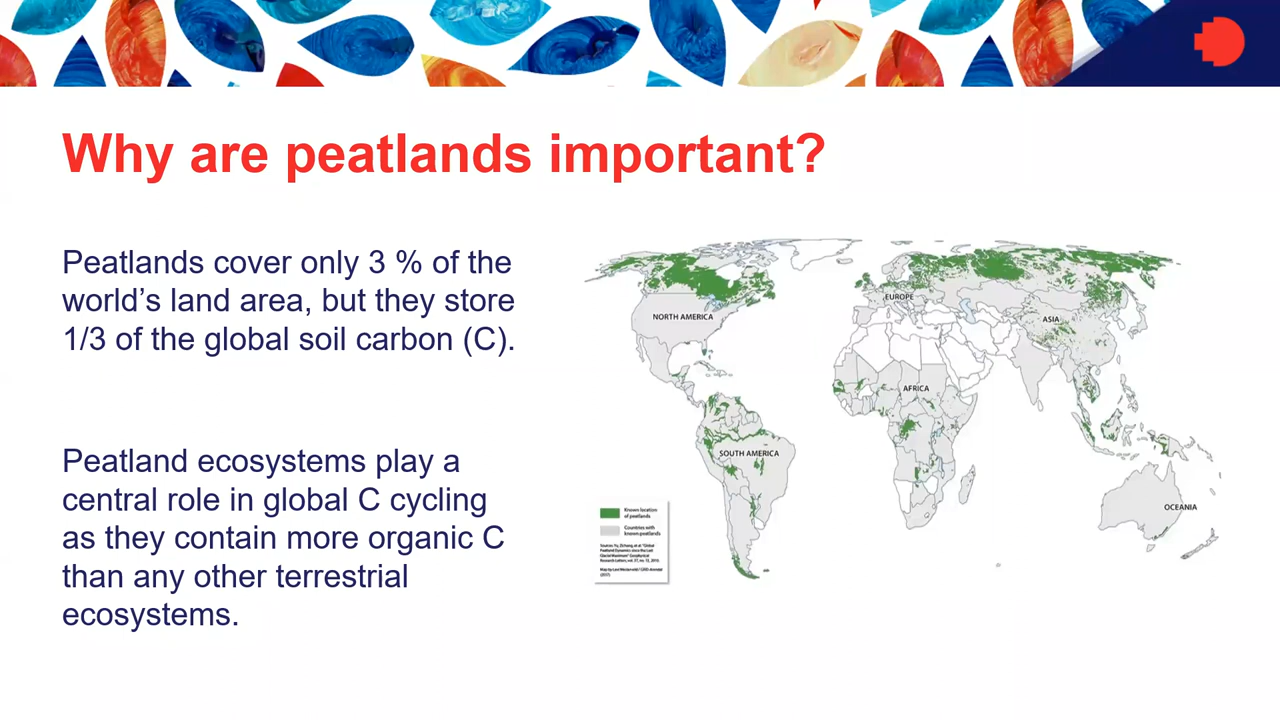 Why are peatlands important?
Peatlands cover only 3 % of the
world's land area, but they store
1/3 of the global soil carbon (C).
Peatland ecosystems play a
central role in global C cycling
as they contain more organic C
than any other terrestrial
ecosystems.
NORTH AMERICA
EUROPE
ASIA
AFRICA
SOUTH AMERICA
OCEANIA
Known location
of peatlands
Countries with
known peatlands